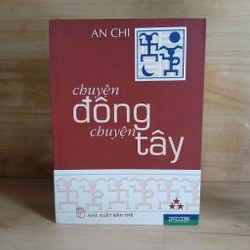 AN CHI
chuyện
đông
chuyện
tây
NHÀ XUẤT BẢN TRẺ